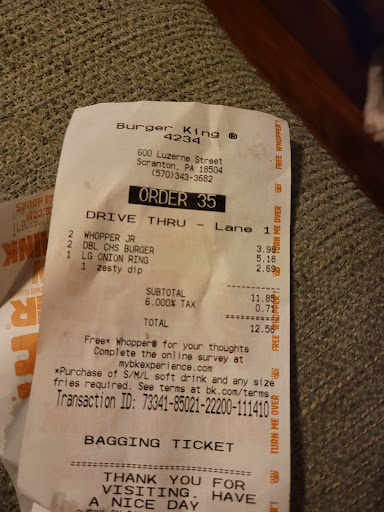 Burger King ®
4234
600 Luzerne Street
Scranton, PA 18504
(570)343-3682
ORDER 35
DRIVE THRU - Lane 1
2 WHOPPER JR 3.98
2 DBL CHS BURGER 5.18
1 LG ONION RING 2.69
1 zesty dip
SUBTOTAL 11.85
6.000% TAX 0.71
TOTAL 12.56
Free* Whopper® for your thoughts
Complete the online survey at
mybkexperience.com
*Purchase of S/M/L soft drink and any size
fries required. See terms at bk.com/terms
Transaction ID: 73341-85021-22200-111410
BAGGING TICKET
THANK YOU FOR
VISITING. HAVE
A NICE DAY
FREE WHOPPER!
TURN ME OVER
FREE WHOPPER!
TURN ME OVER